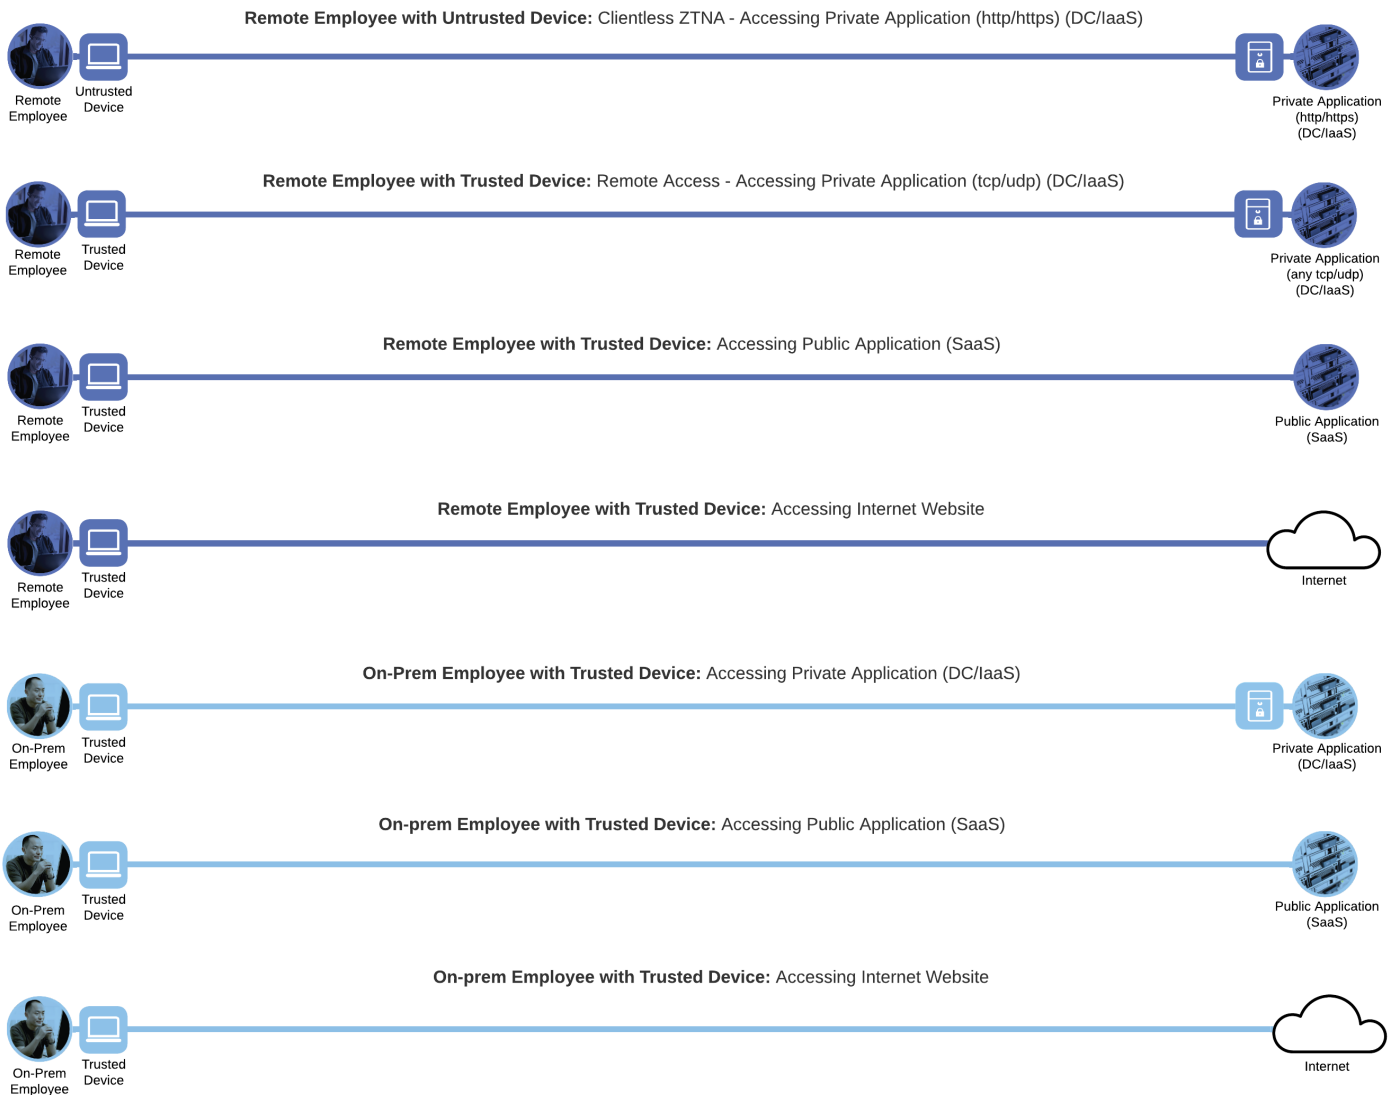 Remote Employee with Untrusted Device: Clientless ZTNA - Accessing Private Application (http/https) (DC/IaaS)
Remote
Employee
Untrusted
Device
Private Application
(http/https)
(DC/IaaS)
Remote Employee with Trusted Device: Remote Access - Accessing Private Application (tcp/udp) (DC/IaaS)
Remote
Employee
Trusted
Device
Private Application
(any tcp/udp)
(DC/IaaS)
Remote Employee with Trusted Device: Accessing Public Application (SaaS)
Remote
Employee
Trusted
Device
Public Application
(SaaS)
Remote Employee with Trusted Device: Accessing Internet Website
Remote
Employee
Trusted
Device
Internet
On-Prem Employee with Trusted Device: Accessing Private Application (DC/IaaS)
On-Prem
Employee
Trusted
Device
Private Application
(DC/IaaS)
On-prem Employee with Trusted Device: Accessing Public Application (SaaS)
On-Prem
Employee
Trusted
Device
Public Application
(SaaS)
On-prem Employee with Trusted Device: Accessing Internet Website
On-Prem
Employee
Trusted
Device
Internet